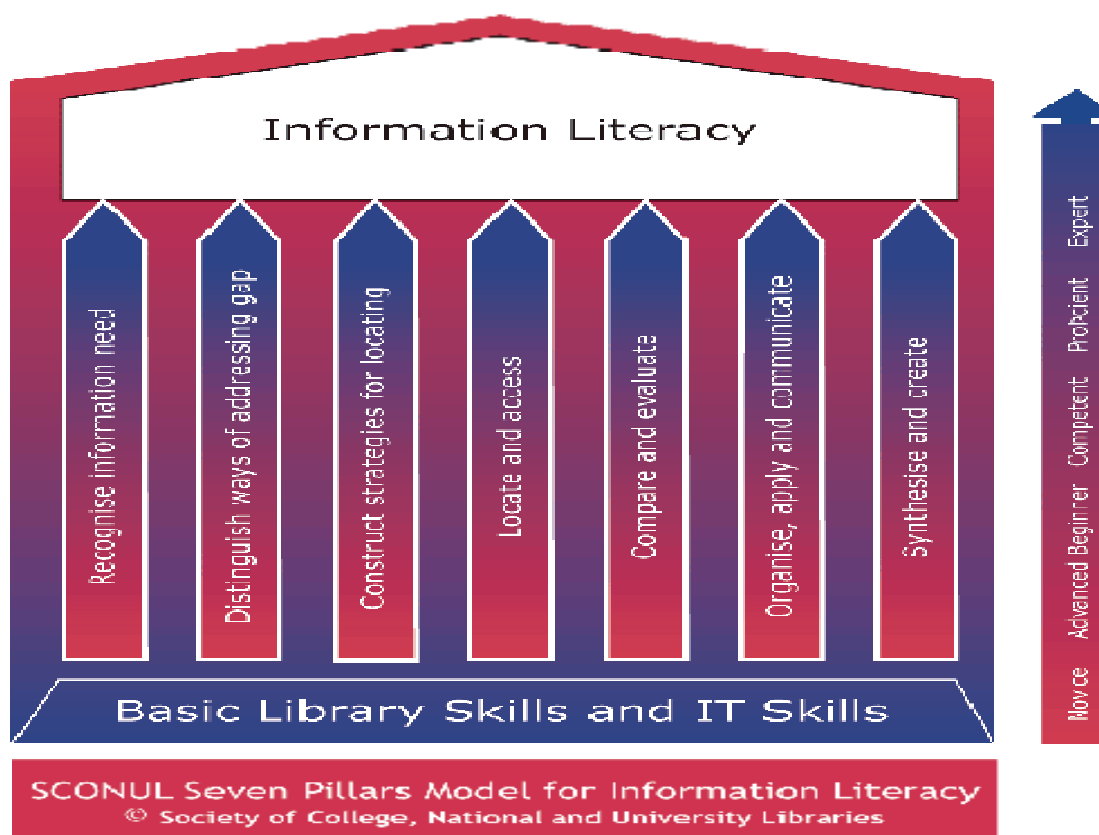 Information Literacy
Recognise information need
Distinguish ways of addressing gap
Construct strategies for locating
Locate and access
Compare and evaluate
Organise, apply and communicate
Synthesise and create
Basic Library Skills and IT Skills
Novice Advanced Beginner Competent Proficient Expert
SCONUL Seven Pillars Model for Information Literacy
© Society of College, National and University Libraries